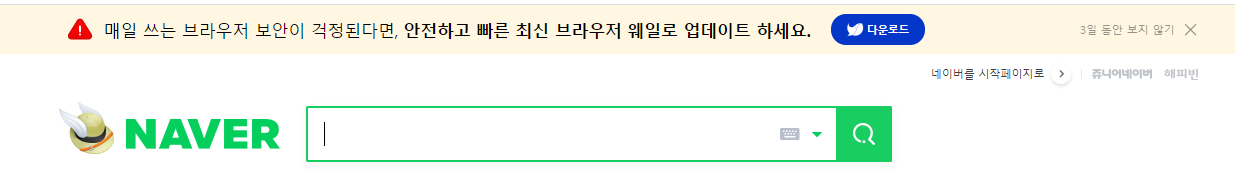 매일 쓰는 브라우저 보안이 걱정된다면, 안전하고 빠른 최신 브라우저 웨일로 업데이트 하세요. 다운로드 3일 동안 보지 않기
네이버를 시작페이지로 쥬니어네이버 해피빈
NAVER